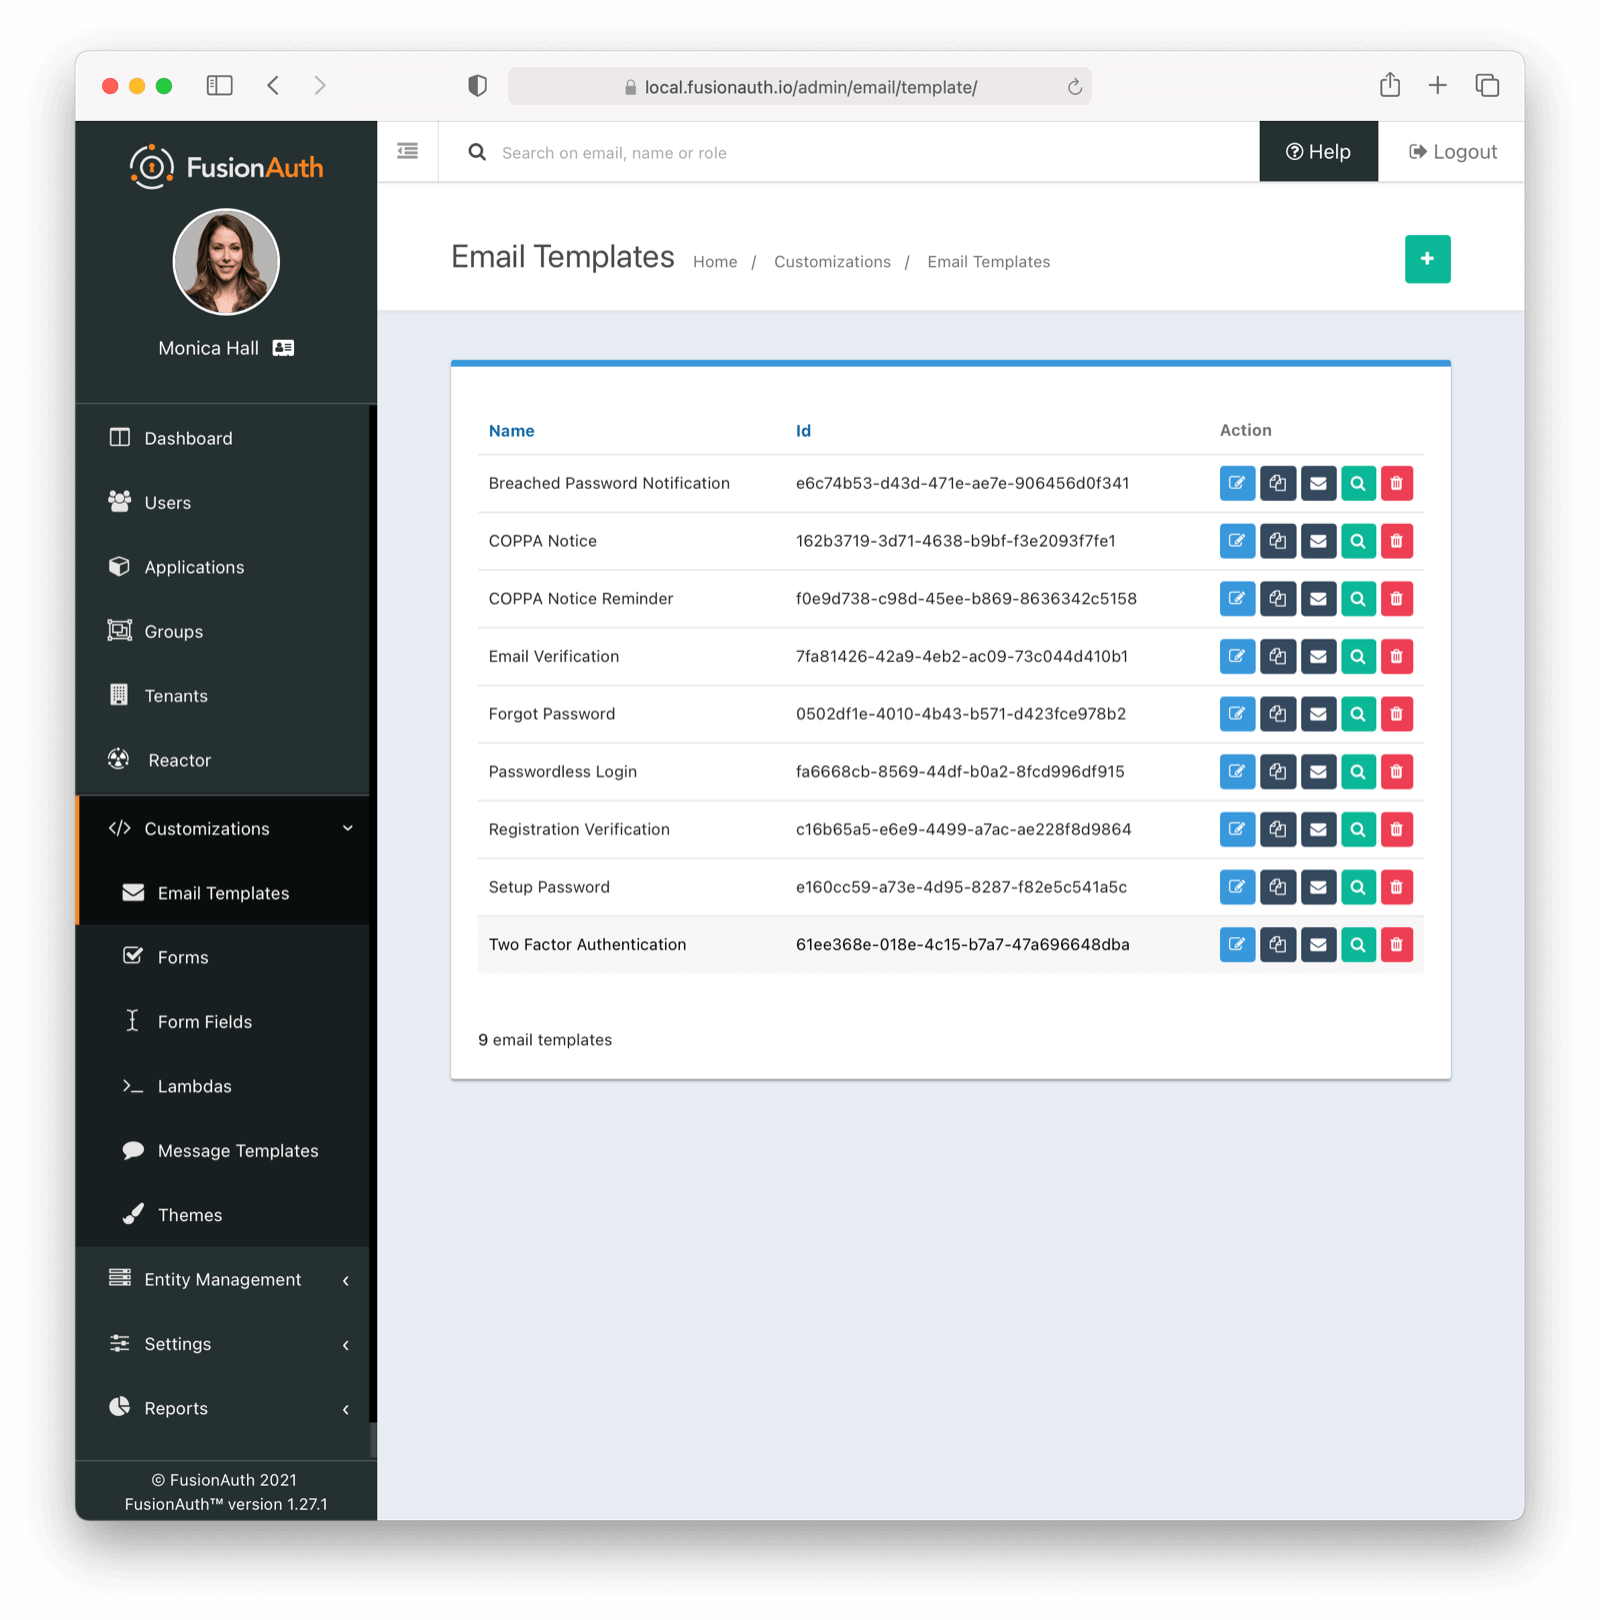 local.fusionauth.io/admin/email/template/
FusionAuth
Search on email, name or role
Help
Logout
Monica Hall
Email Templates
Home / Customizations / Email Templates
Dashboard
Users
Applications
Groups
Tenants
Reactor
Customizations
Email Templates
Forms
Form Fields
Lambdas
Message Templates
Themes
Entity Management
Settings
Reports
© FusionAuth 2021
FusionAuth™ version 1.27.1
Name Id Action
Breached Password Notification e6c74b53-d43d-471e-ae7e-906456d0f341
COPPA Notice 162b3719-3d71-4638-b9bf-f3e2093f7fe1
COPPA Notice Reminder f0e9d738-c98d-45ee-b869-8636342c5158
Email Verification 7fa81426-42a9-4eb2-ac09-73c044d410b1
Forgot Password 0502df1e-4010-4b43-b571-d423fce978b2
Passwordless Login fa6668cb-8569-44df-b0a2-8fcd996df915
Registration Verification c16b65a5-e6e9-4499-a7ac-ae228f8d9864
Setup Password e160cc59-a73e-4d95-8287-f82e5c541a5c
Two Factor Authentication 61ee368e-018e-4c15-b7a7-47a696648dba
9 email templates